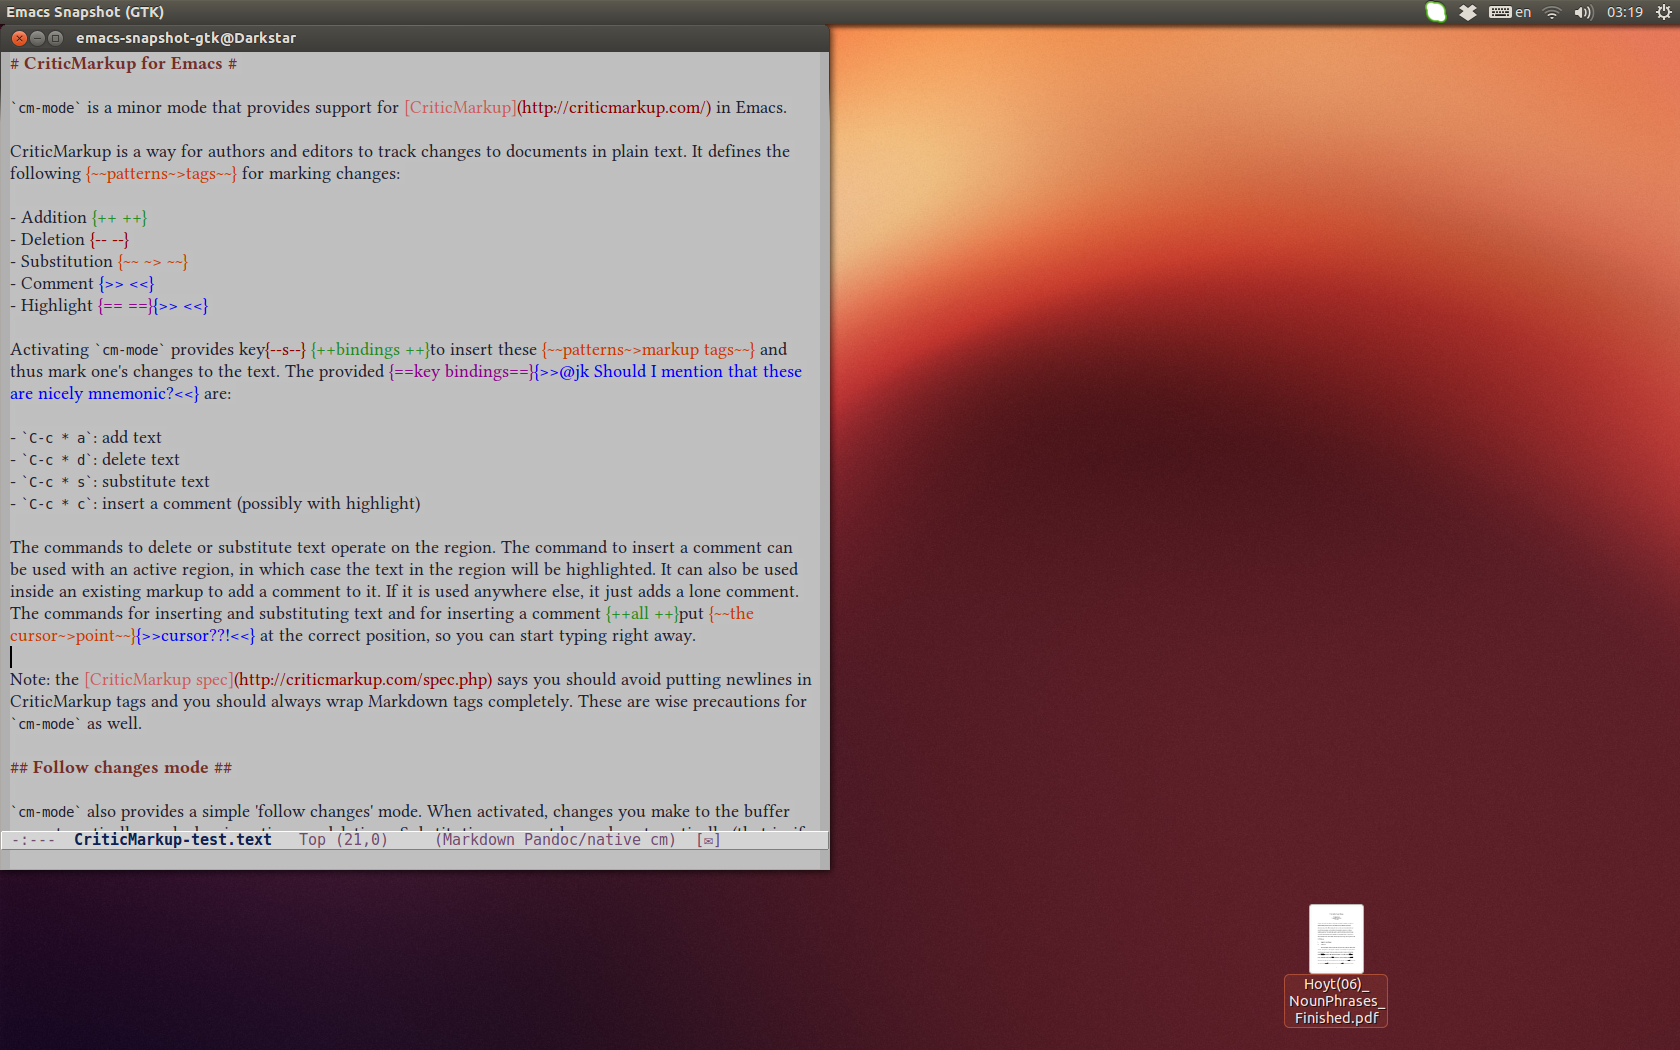 Emacs Snapshot (GTK)
en
03:19
emacs-snapshot-gtk@Darkstar
# CriticMarkup for Emacs #
`cm-mode` is a minor mode that provides support for [CriticMarkup](http://criticmarkup.com/) in Emacs.
CriticMarkup is a way for authors and editors to track changes to documents in plain text. It defines the
following {~~patterns~>tags~~} for marking changes:
- Addition {++ ++}
- Deletion {-- --}
- Substitution {~~ ~> ~~}
- Comment {>> <<}
- Highlight {== ==}{>> <<}
Activating `cm-mode` provides key{--s--} {++bindings ++}to insert these {~~patterns~>markup tags~~} and
thus mark one's changes to the text. The provided {==key bindings==}{>>@jk Should I mention that these
are nicely mnemonic?<<} are:
- `C-c * a`: add text
- `C-c * d`: delete text
- `C-c * s`: substitute text
- `C-c * c`: insert a comment (possibly with highlight)
The commands to delete or substitute text operate on the region. The command to insert a comment can
be used with an active region, in which case the text in the region will be highlighted. It can also be used
inside an existing markup to add a comment to it. If it is used anywhere else, it just adds a lone comment.
The commands for inserting and substituting text and for inserting a comment {++all ++}put {~~the
cursor~>point~~}{>>cursor??!<<} at the correct position, so you can start typing right away.
Note: the [CriticMarkup spec](http://criticmarkup.com/spec.php) says you should avoid putting newlines in
CriticMarkup tags and you should always wrap Markdown tags completely. These are wise precautions for
`cm-mode` as well.
## Follow changes mode ##
`cm-mode` also provides a simple 'follow changes' mode. When activated, changes you make to the buffer
-:--- CriticMarkup-test.text Top (21,0) (Markdown Pandoc/native cm) [✉]
Hoyt(06)_
NounPhrases_
Finished.pdf